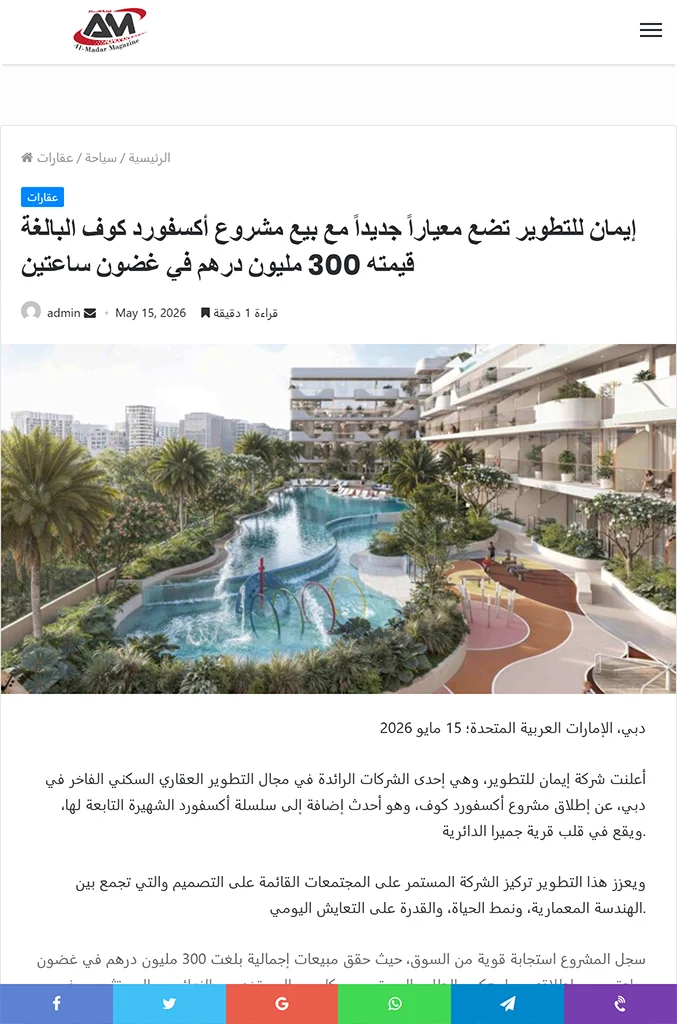 AM
Al-Madar Magazine
الرئيسية / سياحة / عقارات
عقارات
إيمان للتطوير تضع معياراً جديداً مع بيع مشروع أكسفورد كوف البالغة
قيمته 300 مليون درهم في غضون ساعتين
admin May 15, 2026 قراءة 1 دقيقة
دبي، الإمارات العربية المتحدة؛ 15 مايو 2026
أعلنت شركة إيمان للتطوير، وهي إحدى الشركات الرائدة في مجال التطوير العقاري السكني الفاخر في
دبي، عن إطلاق مشروع أكسفورد كوف، وهو أحدث إضافة إلى سلسلة أكسفورد الشهيرة التابعة لها،
.ويقع في قلب قرية جميرا الدائرية
ويعزز هذا التطوير تركيز الشركة المستمر على المجتمعات القائمة على التصميم والتي تجمع بين
.الهندسة المعمارية، ونمط الحياة، والقدرة على التعايش اليومي
سجل المشروع استجابة قوية من السوق، حيث حقق مبيعات إجمالية بلغت 300 مليون درهم في غضون